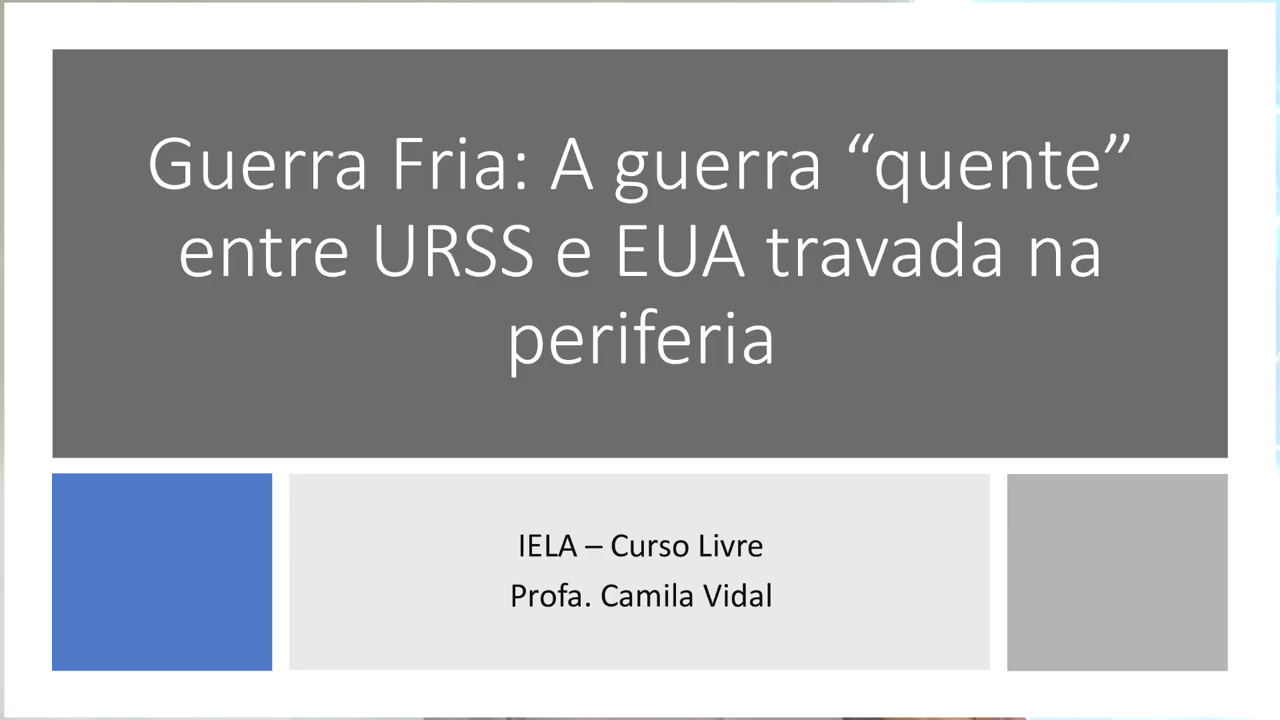 Guerra Fria: A guerra “quente”
entre URSS e EUA travada na
periferia
IELA – Curso Livre
Profa. Camila Vidal